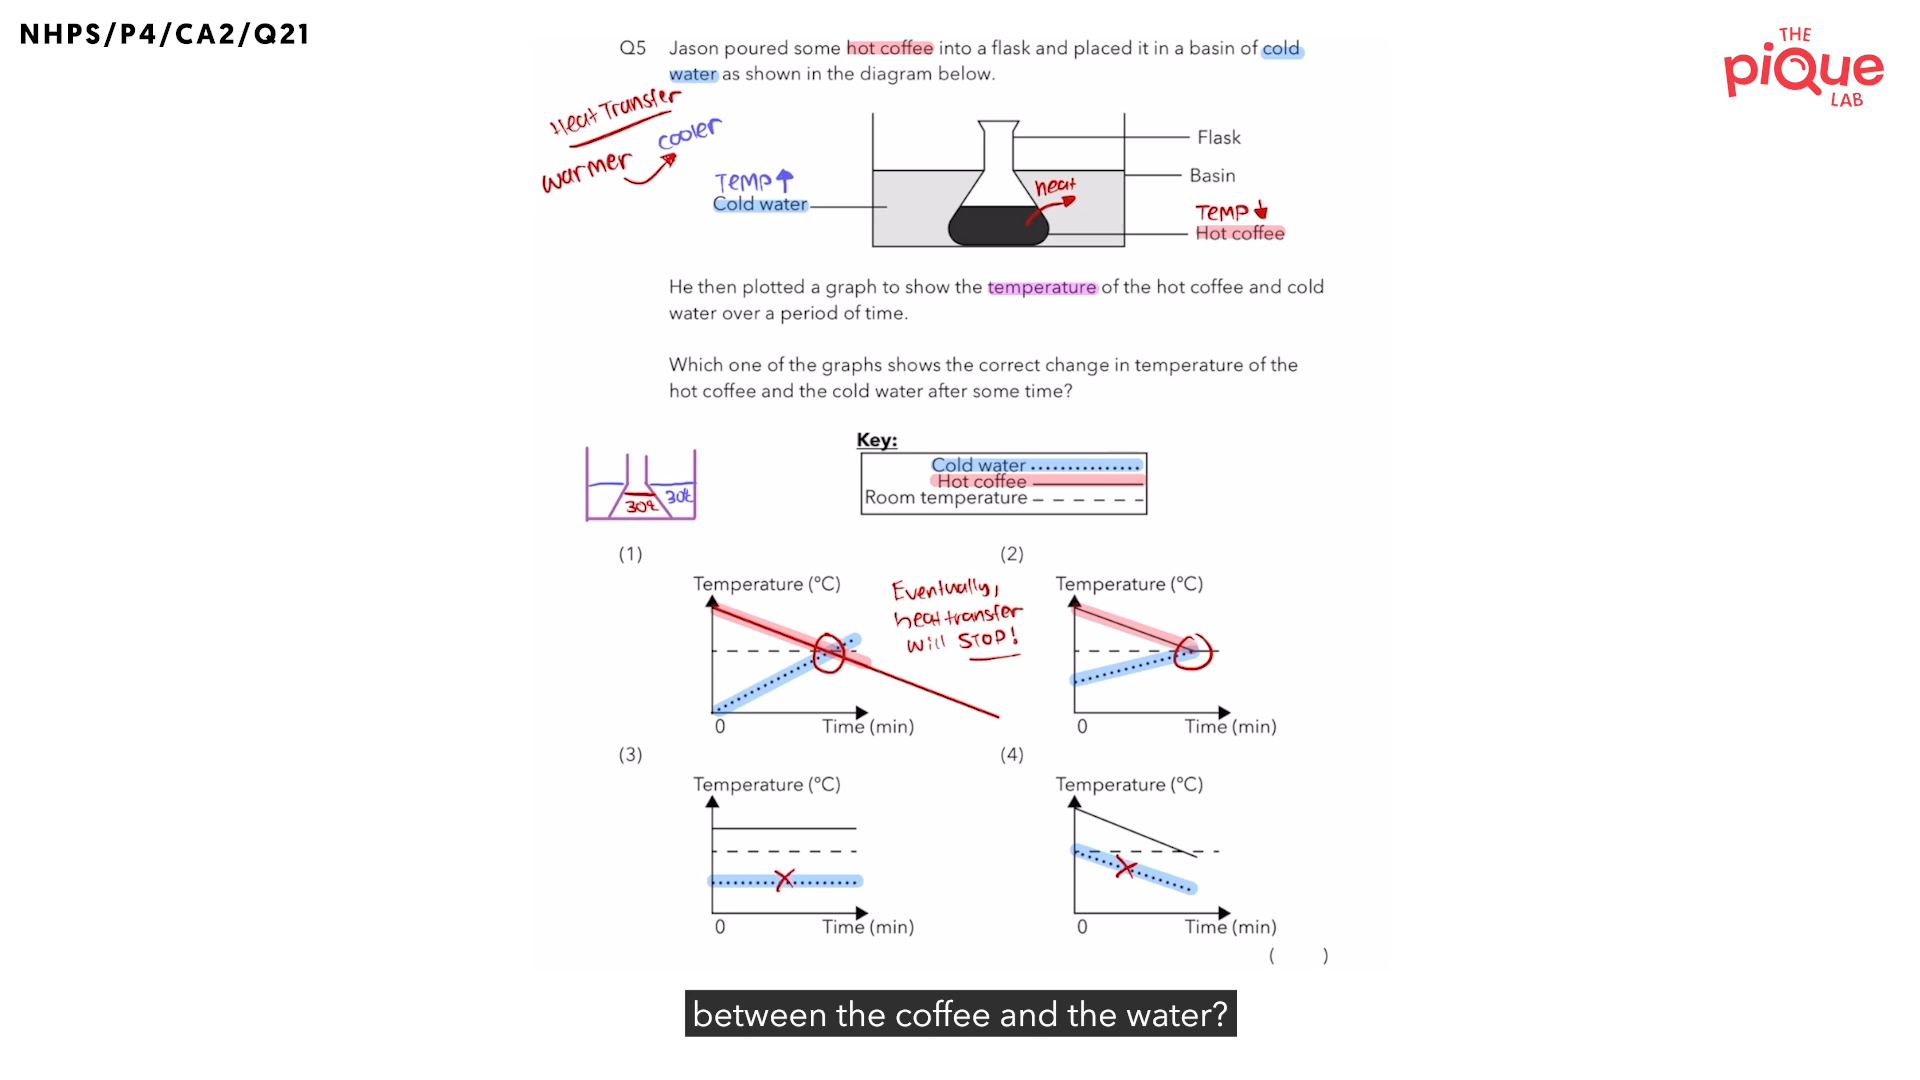 NHPS/P4/CA2/Q21
THE
piQue
LAB
Q5 Jason poured some hot coffee into a flask and placed it in a basin of cold
water as shown in the diagram below.
Heat Transfer
warmer
cooler
Flask
Basin
TEMP
Cold water
heat
TEMP
Hot coffee
He then plotted a graph to show the temperature of the hot coffee and cold
water over a period of time.
Which one of the graphs shows the correct change in temperature of the
hot coffee and the cold water after some time?
Key:
Cold water
Hot coffee
Room temperature
30℃
30℃
(1)
Temperature (°C)
0
Time (min)
Eventually,
heat transfer
will STOP!
(2)
Temperature (°C)
0
Time (min)
(3)
Temperature (°C)
0
Time (min)
(4)
Temperature (°C)
0
Time (min)
( )
between the coffee and the water?